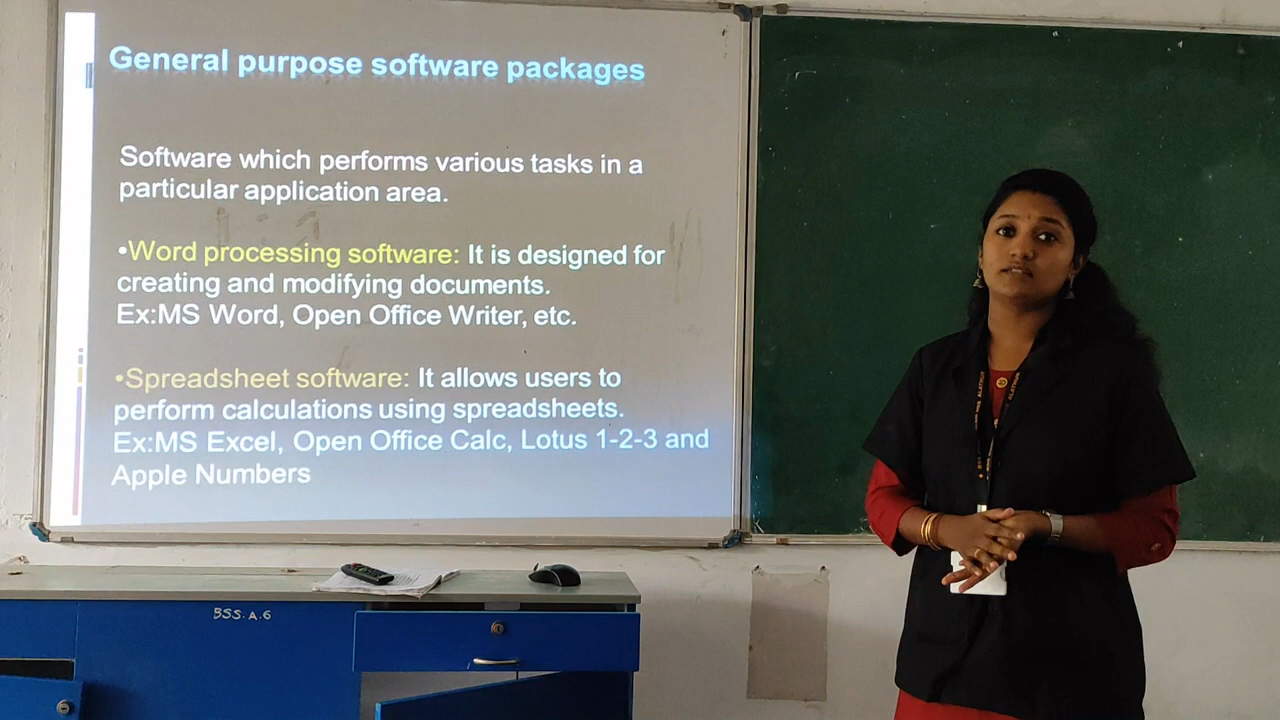 General purpose software packages
Software which performs various tasks in a
particular application area.
•Word processing software: It is designed for
creating and modifying documents.
Ex:MS Word, Open Office Writer, etc.
•Spreadsheet software: It allows users to
perform calculations using spreadsheets.
Ex:MS Excel, Open Office Calc, Lotus 1-2-3 and
Apple Numbers
BSS.A.6
ALATHUR